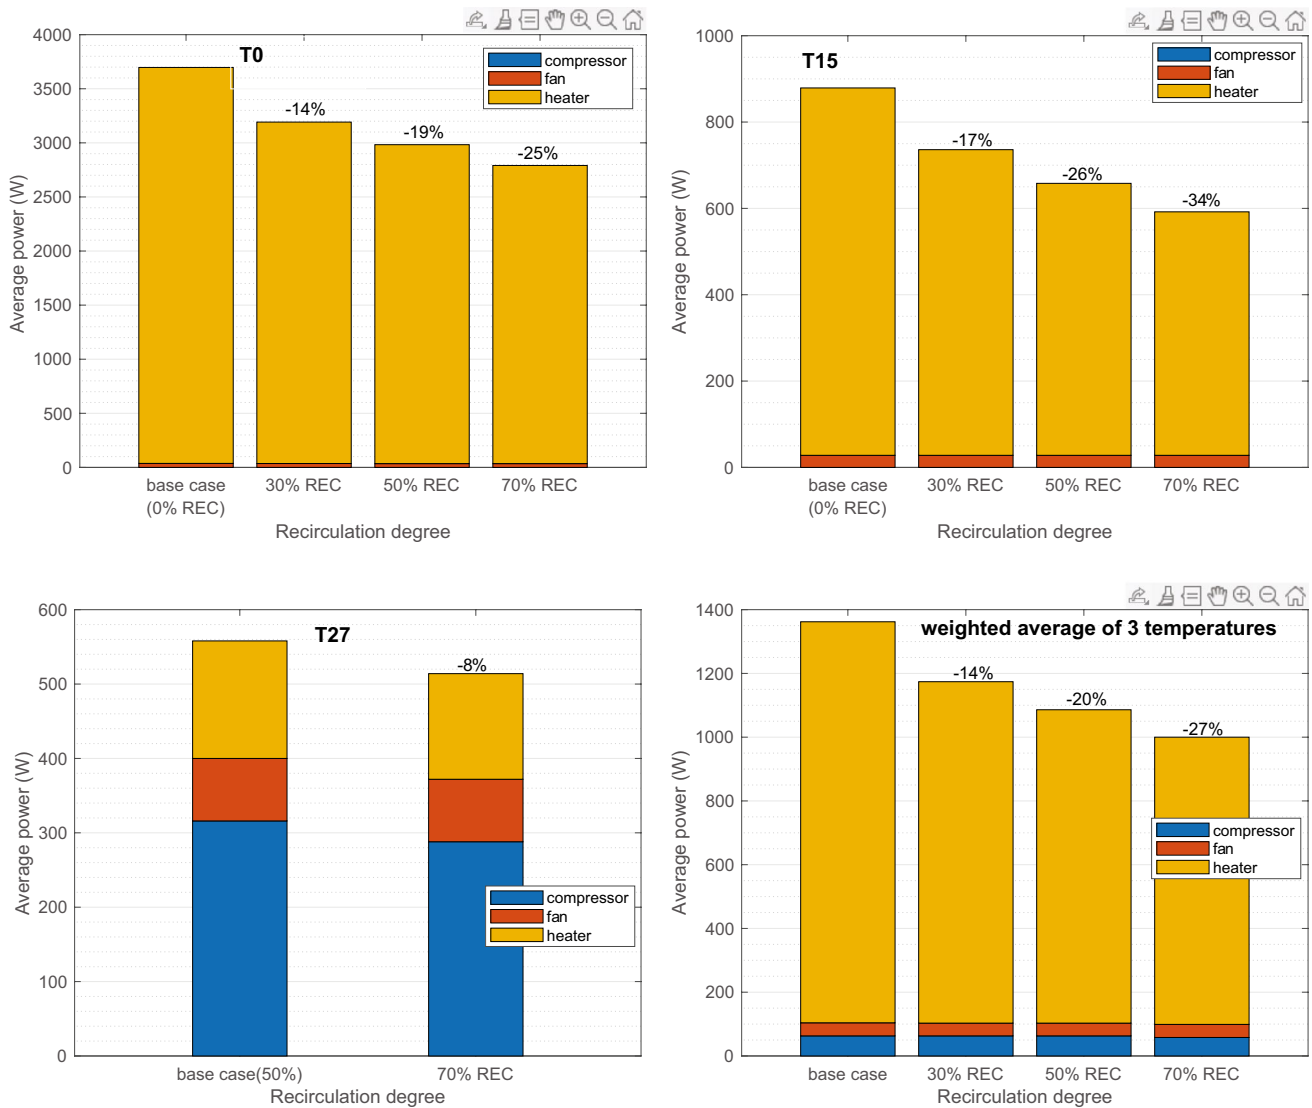 4000
3500
3000
2500
2000
1500
1000
500
0
Average power (W)
T0
-14%
-19%
-25%
compressor
fan
heater
base case
(0% REC)
30% REC
50% REC
70% REC
Recirculation degree
1000
800
600
400
200
0
Average power (W)
T15
-17%
-26%
-34%
compressor
fan
heater
base case
(0% REC)
30% REC
50% REC
70% REC
Recirculation degree
600
500
400
300
200
100
0
Average power (W)
T27
-8%
compressor
fan
heater
base case(50%)
70% REC
Recirculation degree
1400
1200
1000
800
600
400
200
0
Average power (W)
weighted average of 3 temperatures
-14%
-20%
-27%
compressor
fan
heater
base case
30% REC
50% REC
70% REC
Recirculation degree